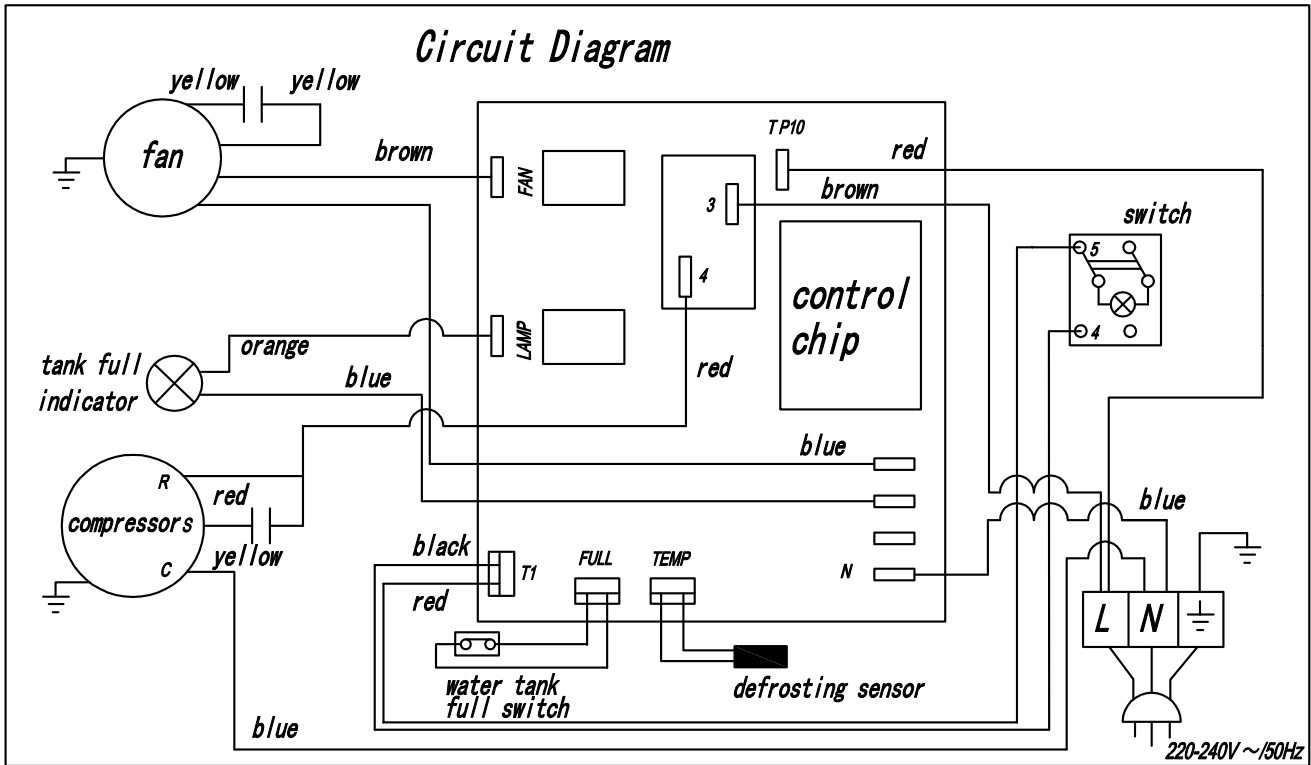 Circuit Diagram
yellow
yellow
fan
brown
FAN
TP10
red
brown
3
4
switch
5
4
control
chip
tank full
indicator
orange
LAMP
blue
red
blue
blue
R
red
compressors
yellow
C
black
T1
red
FULL
TEMP
N
L
N
water tank
full switch
defrosting sensor
blue
220-240V～/50Hz